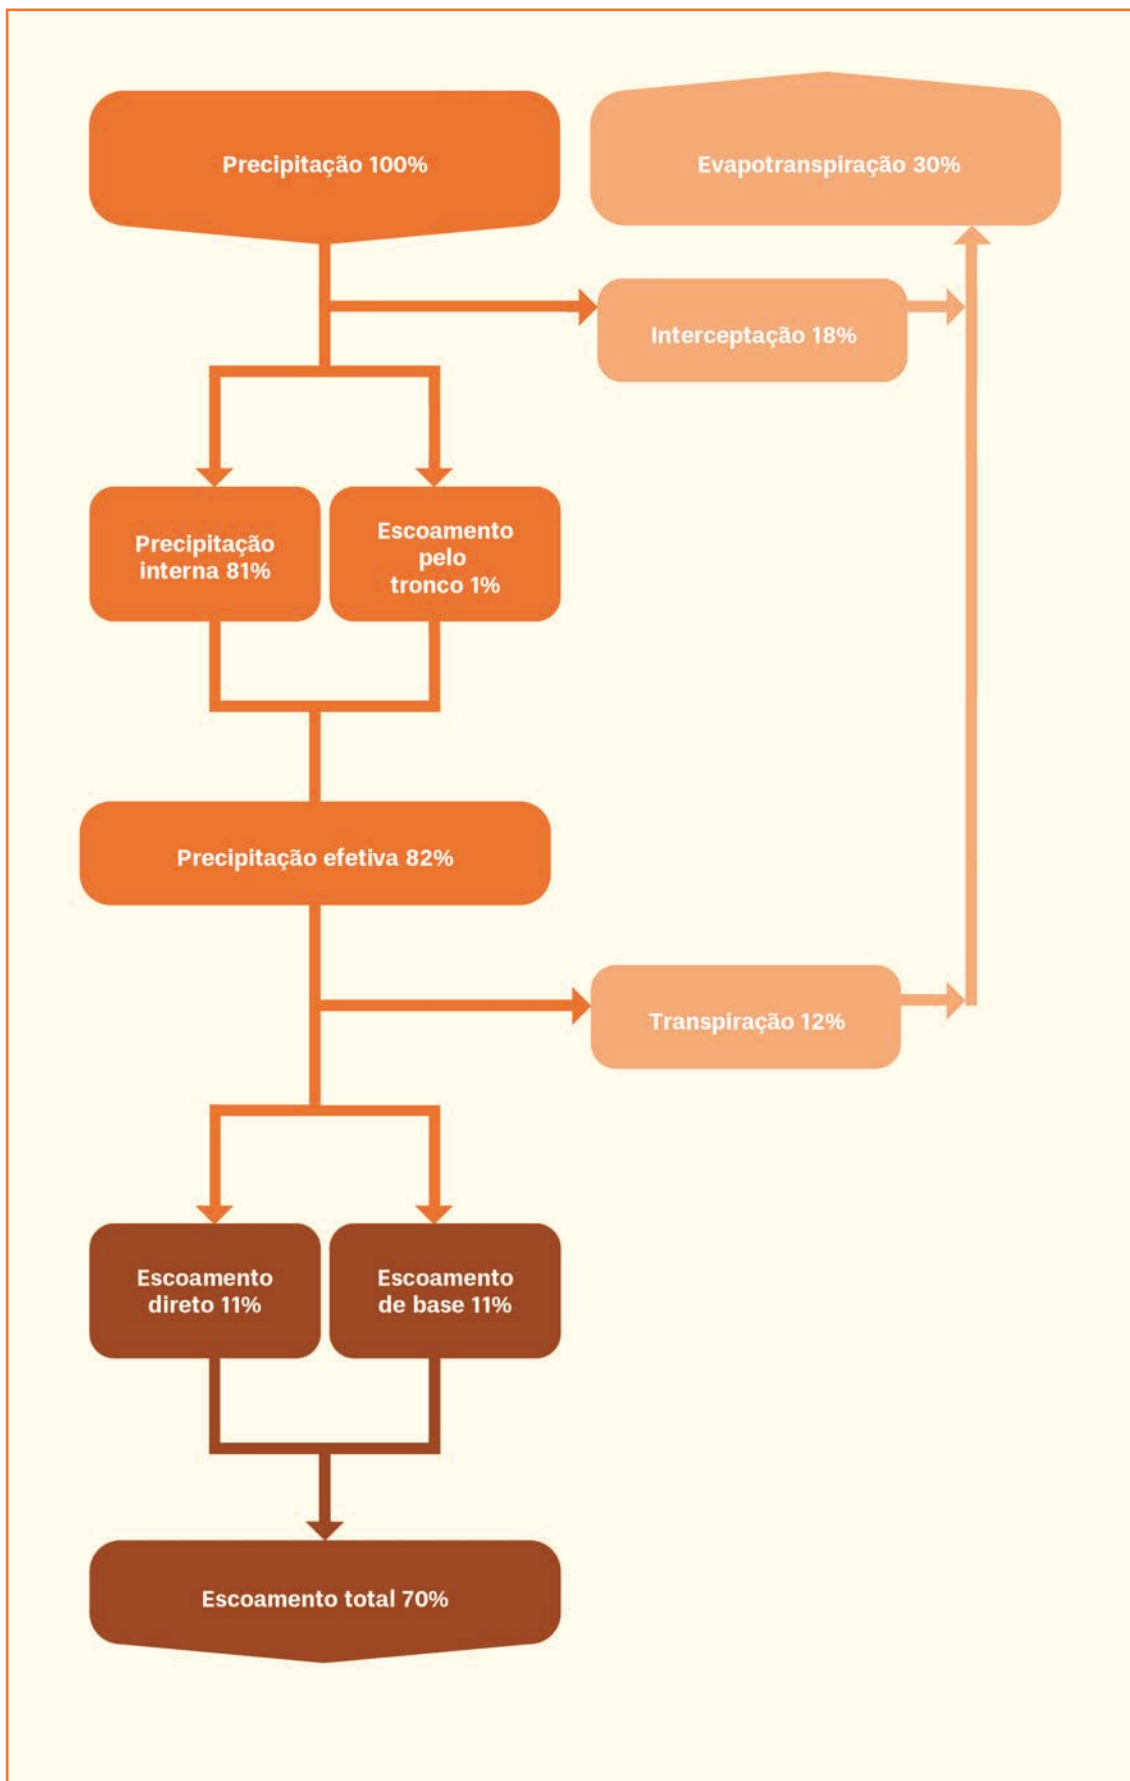 Precipitação 100%
Evapotranspiração 30%
Interceptação 18%
Precipitação
interna 81%
Escoamento
pelo
tronco 1%
Precipitação efetiva 82%
Transpiração 12%
Escoamento
direto 11%
Escoamento
de base 11%
Escoamento total 70%